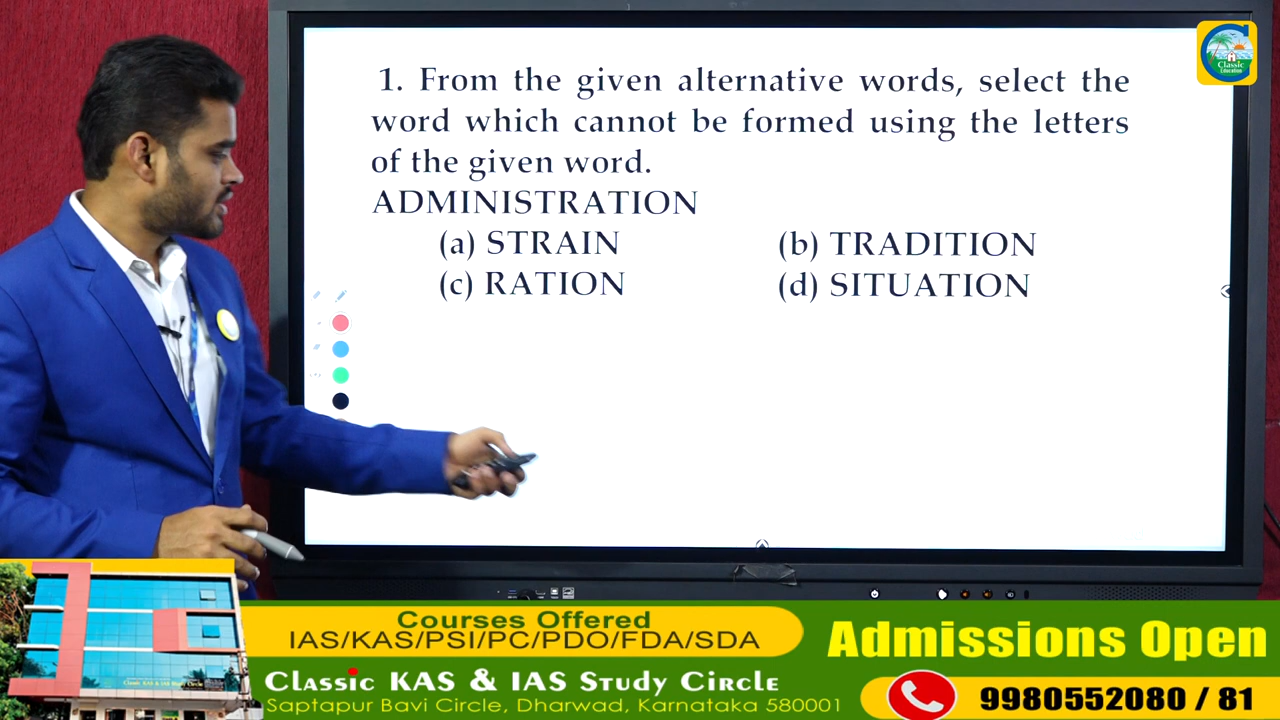 1. From the given alternative words, select the
word which cannot be formed using the letters
of the given word.
ADMINISTRATION
(a) STRAIN (b) TRADITION
(c) RATION (d) SITUATION
Classic
Education
Courses Offered
IAS/KAS/PSI/PC/PDO/FDA/SDA
Classic KAS & IAS Study Circle
Saptapur Bavi Circle, Dharwad, Karnataka 580001
Admissions Open
9980552080 / 81